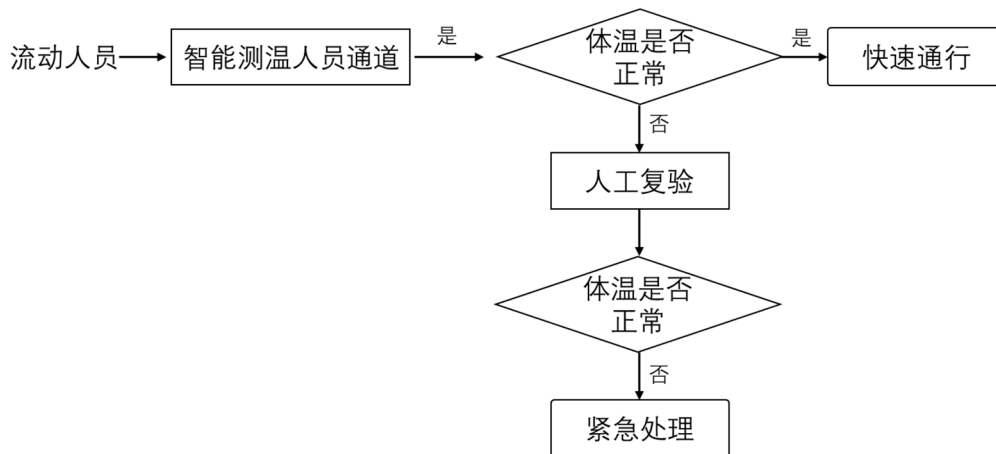 流动人员
智能测温人员通道
是
体温是否
正常
是
快速通行
否
人工复验
体温是否
正常
否
紧急处理